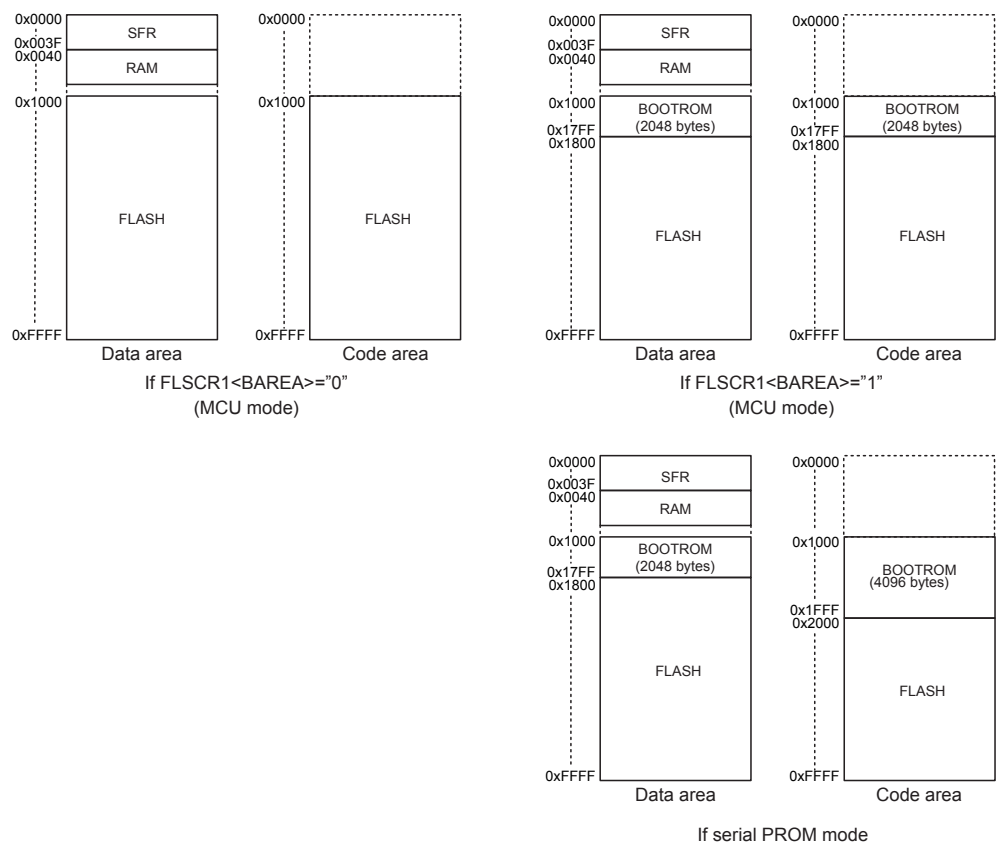 0x0000
SFR
0x003F
0x0040
RAM
0x1000
FLASH
0xFFFF
Data area
0x0000
0x1000
FLASH
0xFFFF
Code area
If FLSCR1<BAREA>=”0”
(MCU mode)
0x0000
SFR
0x003F
0x0040
RAM
0x1000
BOOTROM
(2048 bytes)
0x17FF
0x1800
FLASH
0xFFFF
Data area
0x0000
0x1000
BOOTROM
(2048 bytes)
0x17FF
0x1800
FLASH
0xFFFF
Code area
If FLSCR1<BAREA>=”1”
(MCU mode)
0x0000
SFR
0x003F
0x0040
RAM
0x1000
BOOTROM
(2048 bytes)
0x17FF
0x1800
FLASH
0xFFFF
Data area
0x0000
0x1000
BOOTROM
(4096 bytes)
0x1FFF
0x2000
FLASH
0xFFFF
Code area
If serial PROM mode